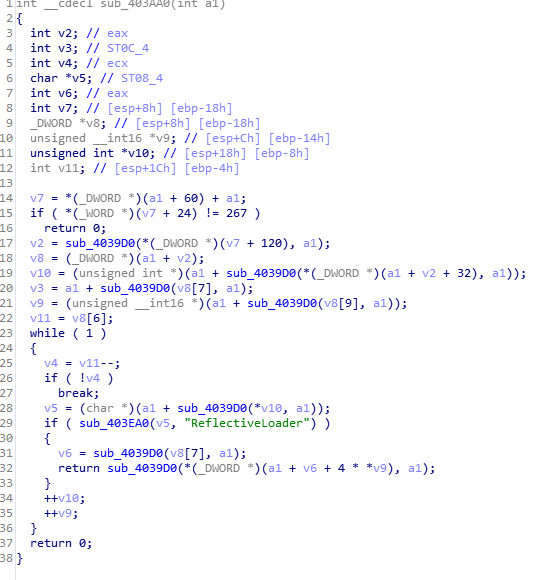 1 int __cdecl sub_403AA0(int a1)
2 {
3 int v2; // eax
4 int v3; // ST0C_4
5 int v4; // ecx
6 char *v5; // ST08_4
7 int v6; // eax
8 int v7; // [esp+8h] [ebp-18h]
9 _DWORD *v8; // [esp+8h] [ebp-18h]
10 unsigned __int16 *v9; // [esp+Ch] [ebp-14h]
11 unsigned int *v10; // [esp+18h] [ebp-8h]
12 int v11; // [esp+1Ch] [ebp-4h]
13
14 v7 = *(_DWORD *)(a1 + 60) + a1;
15 if ( *(_WORD *)(v7 + 24) != 267 )
16 return 0;
17 v2 = sub_4039D0(*(_DWORD *)(v7 + 120), a1);
18 v8 = (_DWORD *)(a1 + v2);
19 v10 = (unsigned int *)(a1 + sub_4039D0(*(_DWORD *)(a1 + v2 + 32), a1));
20 v3 = a1 + sub_4039D0(v8[7], a1);
21 v9 = (unsigned __int16 *)(a1 + sub_4039D0(v8[9], a1));
22 v11 = v8[6];
23 while ( 1 )
24 {
25 v4 = v11--;
26 if ( !v4 )
27 break;
28 v5 = (char *)(a1 + sub_4039D0(*v10, a1));
29 if ( sub_403EA0(v5, "ReflectiveLoader") )
30 {
31 v6 = sub_4039D0(v8[7], a1);
32 return sub_4039D0(*(_DWORD *)(a1 + v6 + 4 * *v9), a1);
33 }
34 ++v10;
35 ++v9;
36 }
37 return 0;
38 }